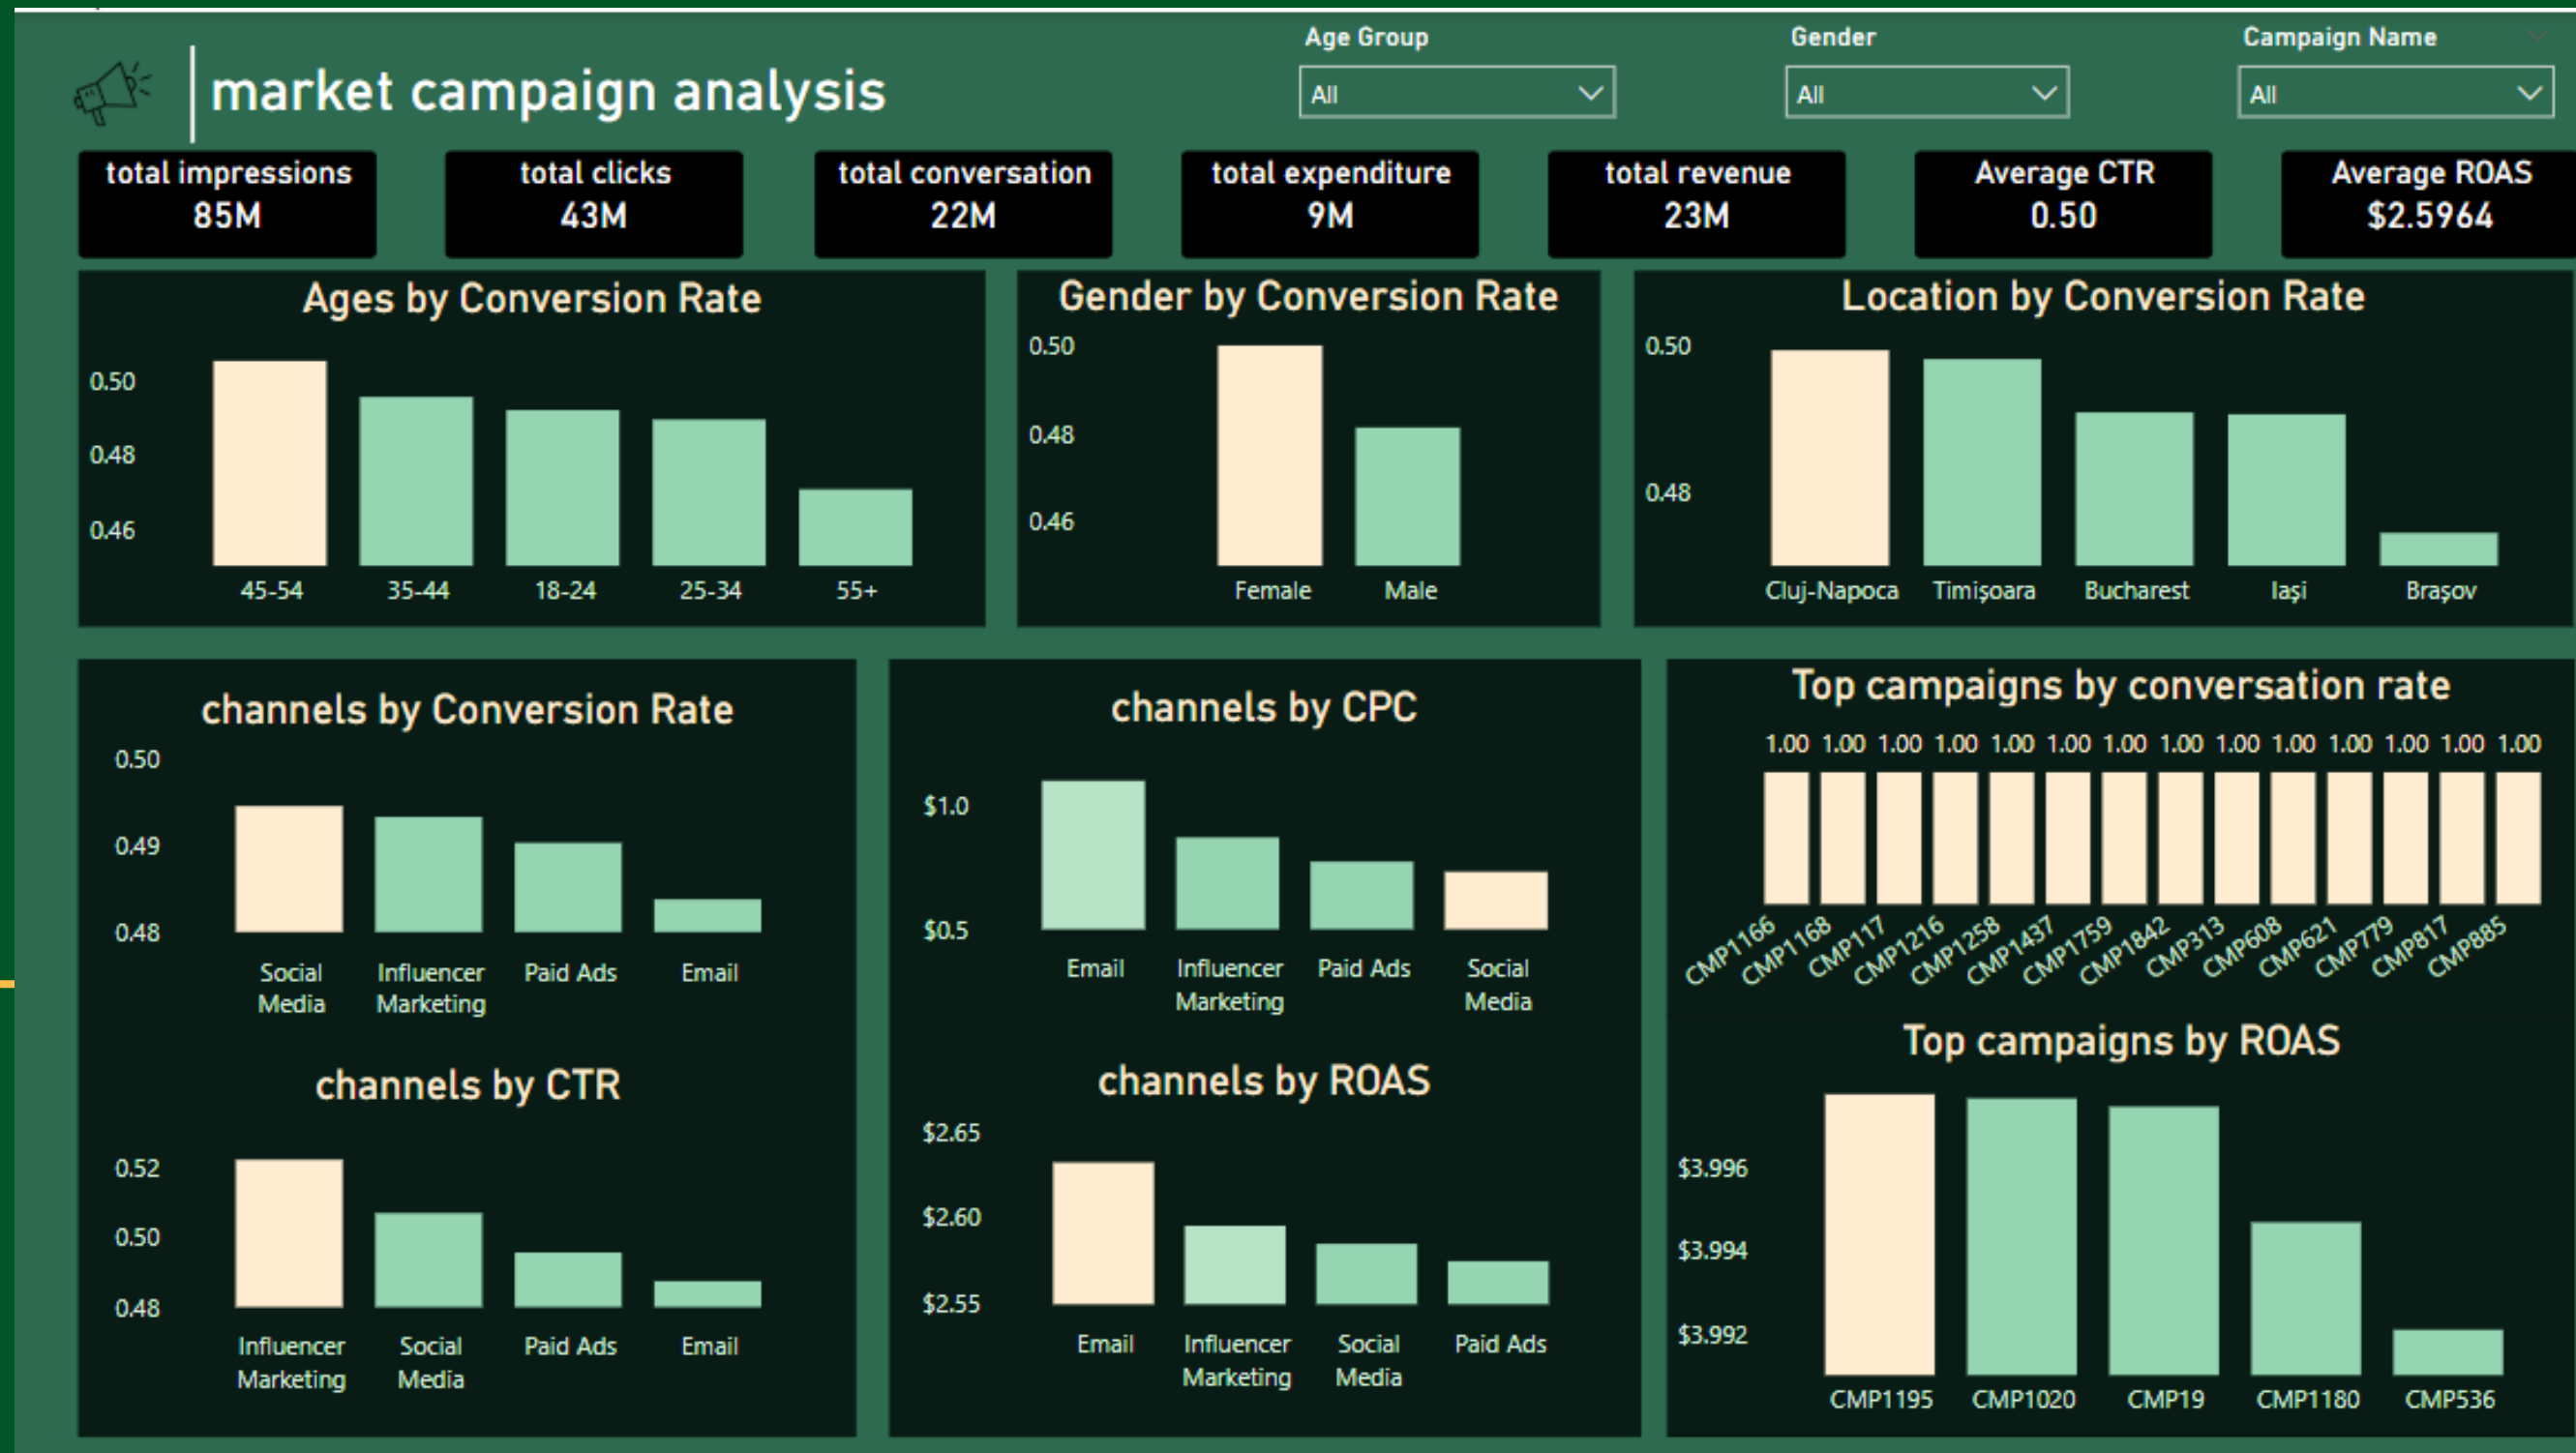 market campaign analysis
Age Group
All
Gender
All
Campaign Name
All
total impressions
85M
total clicks
43M
total conversation
22M
total expenditure
9M
total revenue
23M
Average CTR
0.50
Average ROAS
$2.5964
Ages by Conversion Rate
0.50
0.48
0.46
45-54 35-44 18-24 25-34 55+
Gender by Conversion Rate
0.50
0.48
0.46
Female Male
Location by Conversion Rate
0.50
0.48
Cluj-Napoca Timișoara Bucharest Iași Brașov
channels by Conversion Rate
0.50
0.49
0.48
Social
Media
Influencer
Marketing
Paid Ads
Email
channels by CTR
0.52
0.50
0.48
Influencer
Marketing
Social
Media
Paid Ads
Email
channels by CPC
$1.0
$0.5
Email
Influencer
Marketing
Paid Ads
Social
Media
channels by ROAS
$2.65
$2.60
$2.55
Email
Influencer
Marketing
Social
Media
Paid Ads
Top campaigns by conversation rate
1.00 1.00 1.00 1.00 1.00 1.00 1.00 1.00 1.00 1.00 1.00 1.00 1.00 1.00
CMP1166 CMP1168 CMP117 CMP1216 CMP1258 CMP1437 CMP1759 CMP1842 CMP313 CMP608 CMP621 CMP779 CMP817 CMP885
Top campaigns by ROAS
$3.996
$3.994
$3.992
CMP1195 CMP1020 CMP19 CMP1180 CMP536